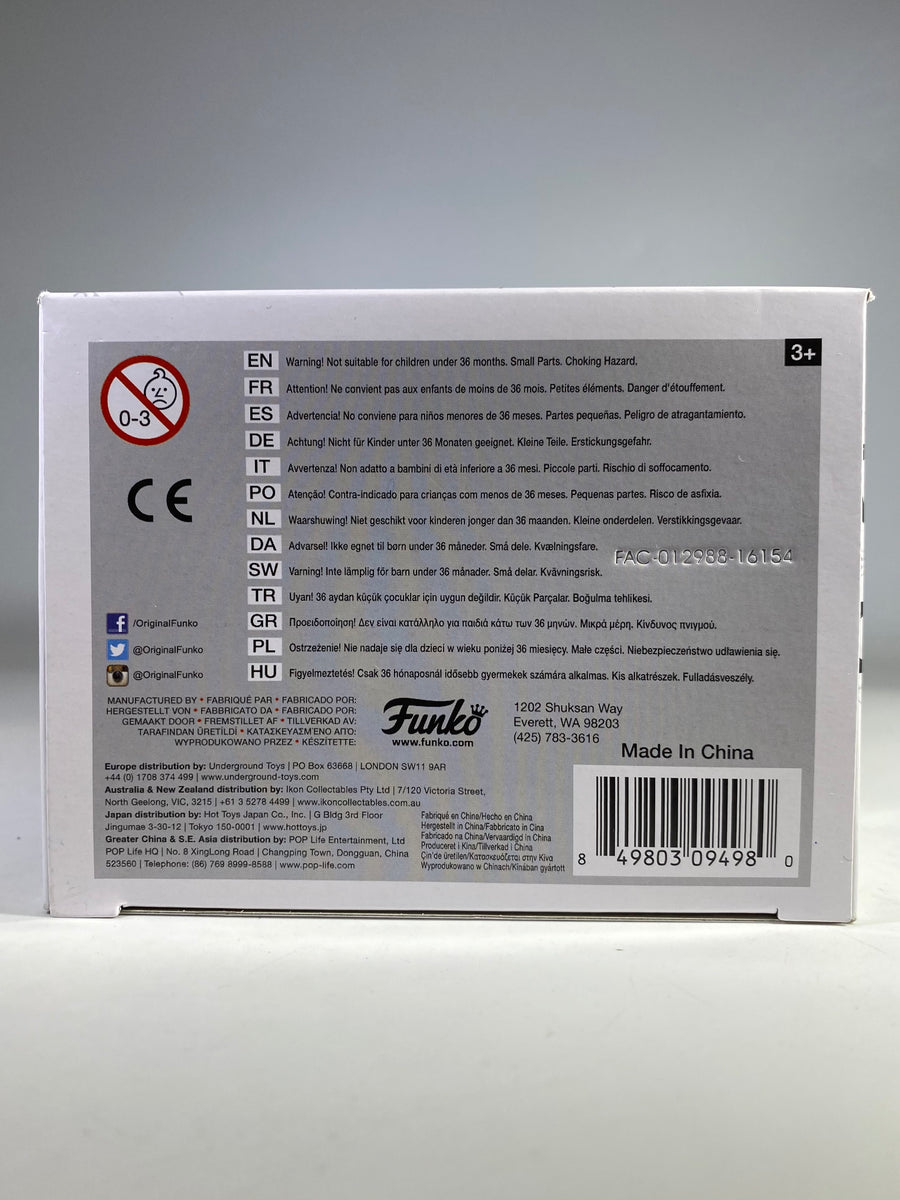 3+
0-3
EN Warning! Not suitable for children under 36 months. Small Parts. Choking Hazard.
FR Attention! Ne convient pas aux enfants de moins de 36 mois. Petites éléments. Danger d'étouffement.
ES Advertencia! No conviene para niños menores de 36 meses. Partes pequeñas. Peligro de atragantamiento.
DE Achtung! Nicht für Kinder unter 36 Monaten geeignet. Kleine Teile. Erstickungsgefahr.
IT Avvertenza! Non adatto a bambini di età inferiore a 36 mesi. Piccole parti. Rischio di soffocamento.
PO Atenção! Contra-indicado para crianças com menos de 36 meses. Pequenas partes. Risco de asfixia.
NL Waarshuwing! Niet geschikt voor kinderen jonger dan 36 maanden. Kleine onderdelen. Verstikkingsgevaar.
DA Advarsel! Ikke egnet til børn under 36 måneder. Små dele. Kvælningsfare.
SW Varning! Inte lämplig för barn under 36 månader. Små delar. Kvävningsrisk.
TR Uyarı! 36 aydan küçük çocuklar için uygun değildir. Küçük Parçalar. Boğulma tehlikesi.
GR Προειδοποίηση! Δεν είναι κατάλληλο για παιδιά κάτω των 36 μηνών. Μικρά μέρη. Κίνδυνος πνιγμού.
PL Ostrzeżenie! Nie nadaje się dla dzieci w wieku poniżej 36 miesięcy. Małe części. Niebezpieczeństwo udławienia się.
HU Figyelmeztetés! Csak 36 hónaposnál idősebb gyermekek számára alkalmas. Kis alkatrészek. Fulladásveszély.
CE
FAC-012988-16154
/OriginalFunko
@OriginalFunko
@OriginalFunko
MANUFACTURED BY • FABRIQUÉ PAR • FABRICADO POR:
HERGESTELLT VON • FABBRICATO DA • FABRICADO POR:
GEMAAKT DOOR • FREMSTILLET AF • TILLVERKAD AV:
TARAFINDAN ÜRETİLDİ • ΚΑΤΑΣΚΕΥΑΣΜΈΝΟ ΑΠΌ:
WYPRODUKOWANO PRZEZ • KÉSZÍTETTE:
Funko
www.funko.com
1202 Shuksan Way
Everett, WA 98203
(425) 783-3616
Made In China
Europe distribution by: Underground Toys | PO Box 63668 | LONDON SW11 9AR
+44 (0) 1708 374 499 | www.underground-toys.com
Australia & New Zealand distribution by: Ikon Collectables Pty Ltd | 7/120 Victoria Street,
North Geelong, VIC, 3215 | +61 3 5278 4499 | www.ikoncollectables.com.au
Japan distribution by: Hot Toys Japan Co., Inc. | G Bldg 3rd Floor
Jingumae 3-30-12 | Tokyo 150-0001 | www.hottoys.jp
Greater China & S.E. Asia distribution by: POP Life Entertainment, Ltd
POP Life HQ | No. 8 XingLong Road | Changping Town, Dongguan, China
523560 | Telephone: (86) 769 8999-8588 | www.pop-life.com
Fabriqué en China/Hecho en China
Hergestellt in China/Fabbricato in Cina
Fabricado na China/Vervaardigd in China
Produceret i Kina/Tillverkad i China
Çin'de üretilen/Κατασκευάζεται στην Κίνα
Wyprodukowano w Chinach/Kínában gyártott
8 49803 09498 0